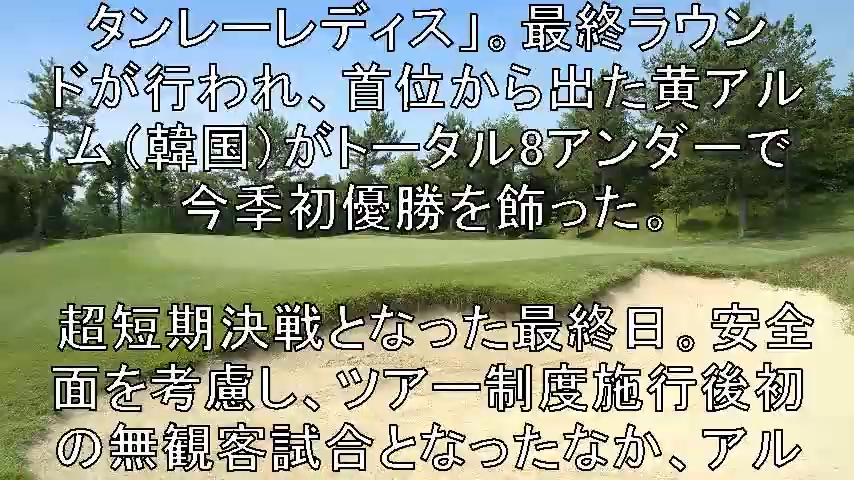 タンレーレディス」。最終ラウン
ドが行われ、首位から出た黄アル
ム（韓国）がトータル8アンダーで
今季初優勝を飾った。
超短期決戦となった最終日。安全
面を考慮し、ツアー制度施行後初
の無観客試合となったなか、アル